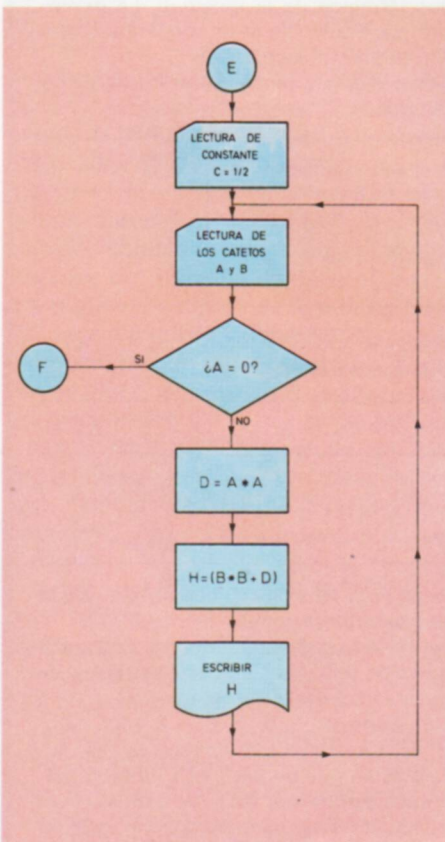 E
LECTURA DE
CONSTANTE
C = 1/2
LECTURA DE
LOS CATETOS
A y B
¿A = 0?
SI
F
NO
D = A * A
H=(B*B+D)
ESCRIBIR
H